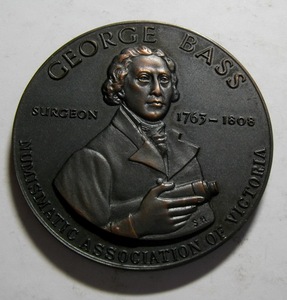 GEORGE BASS
SURGEON 1763-1808
S.H
NUMISMATIC ASSOCIATION OF VICTORIA